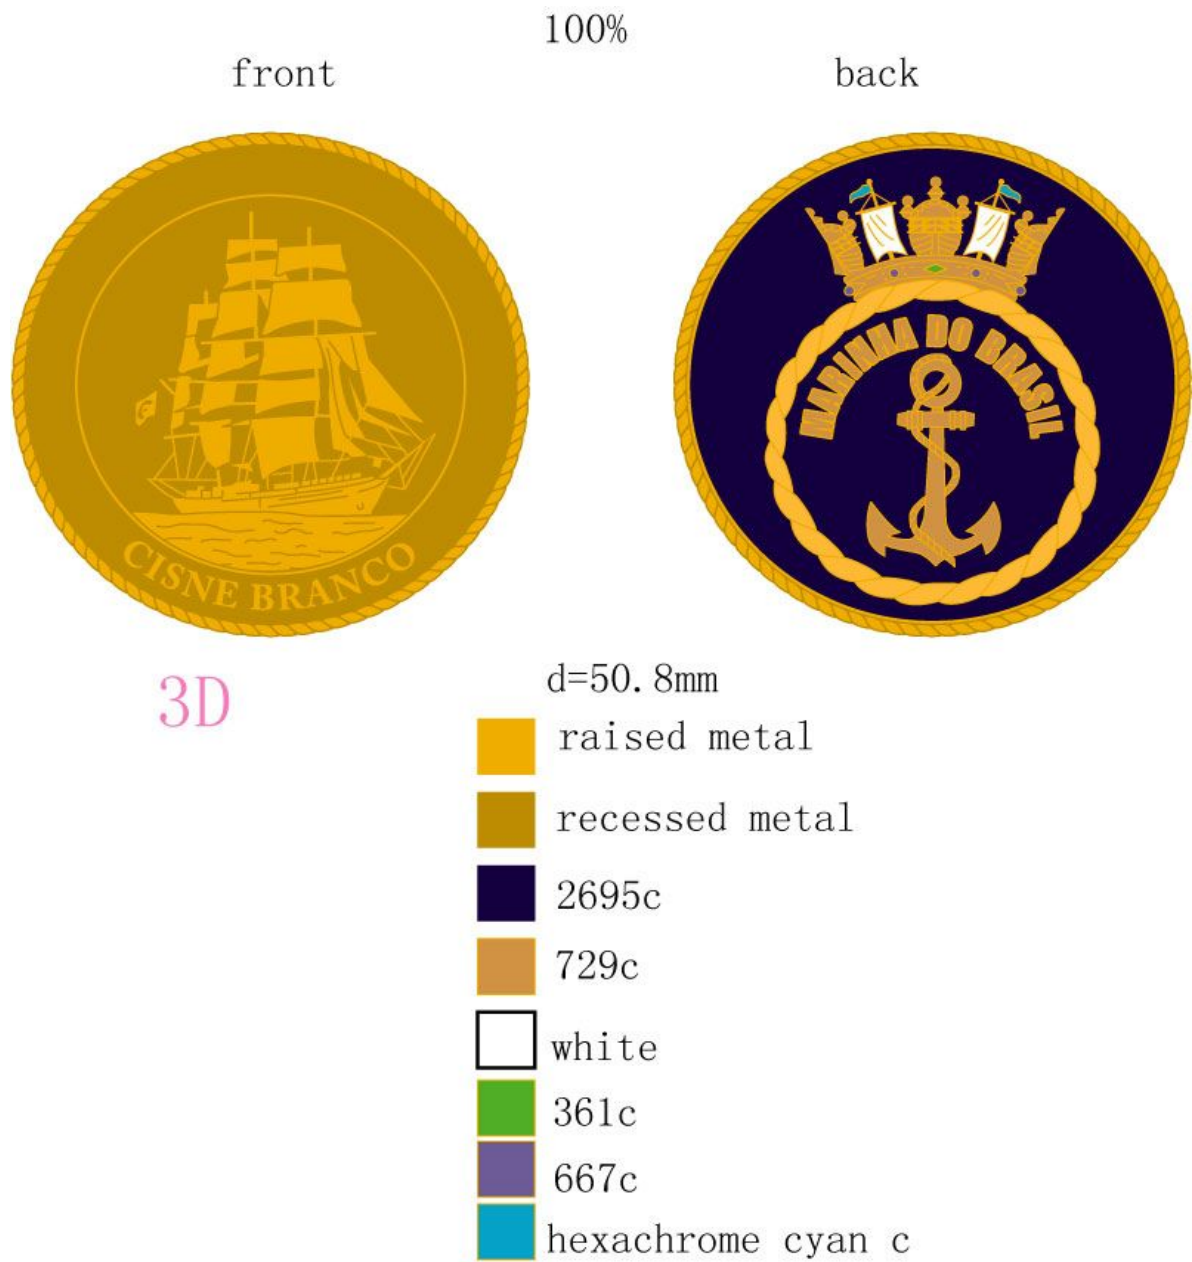 100%
front
back
CISNE BRANCO
MARINHA DO BRASIL
3D
d=50.8mm
raised metal
recessed metal
2695c
729c
white
361c
667c
hexachrome cyan c